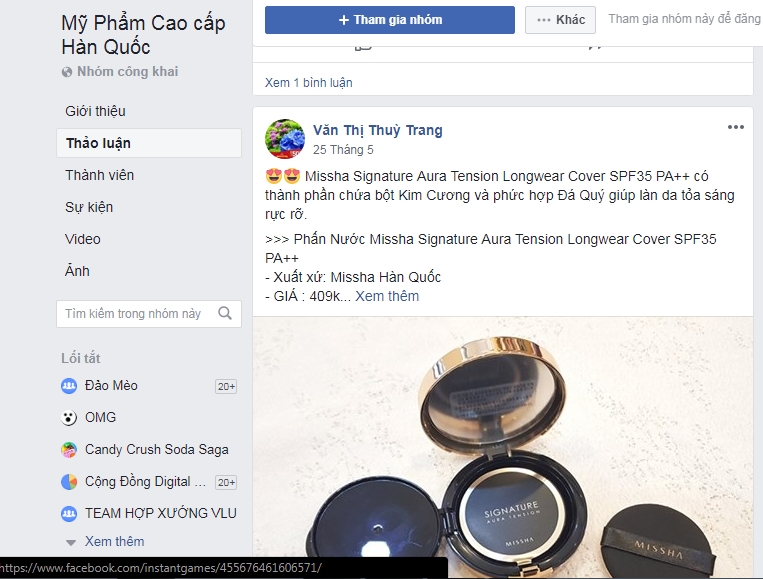 Mỹ Phẩm Cao cấp
Hàn Quốc
Nhóm công khai
Giới thiệu
Thảo luận
Thành viên
Sự kiện
Video
Ảnh
Tìm kiếm trong nhóm này
Lối tắt
Đảo Mèo 20+
OMG
Candy Crush Soda Saga
Cộng Đồng Digital ... 20+
TEAM HỢP XƯỚNG VLU
Xem thêm
https://www.facebook.com/instantgames/455676461606571/
+ Tham gia nhóm
••• Khác
Tham gia nhóm này để đăng
Xem 1 bình luận
Văn Thị Thuỳ Trang
25 Tháng 5
😍😍 Missha Signature Aura Tension Longwear Cover SPF35 PA++ có
thành phần chứa bột Kim Cương và phức hợp Đá Quý giúp làn da tỏa sáng
rực rỡ.
>>> Phấn Nước Missha Signature Aura Tension Longwear Cover SPF35
PA++
- Xuất xứ: Missha Hàn Quốc
- GIÁ : 409k... Xem thêm
SIGNATURE
AURA TENSION
MISSHA
MISSHA